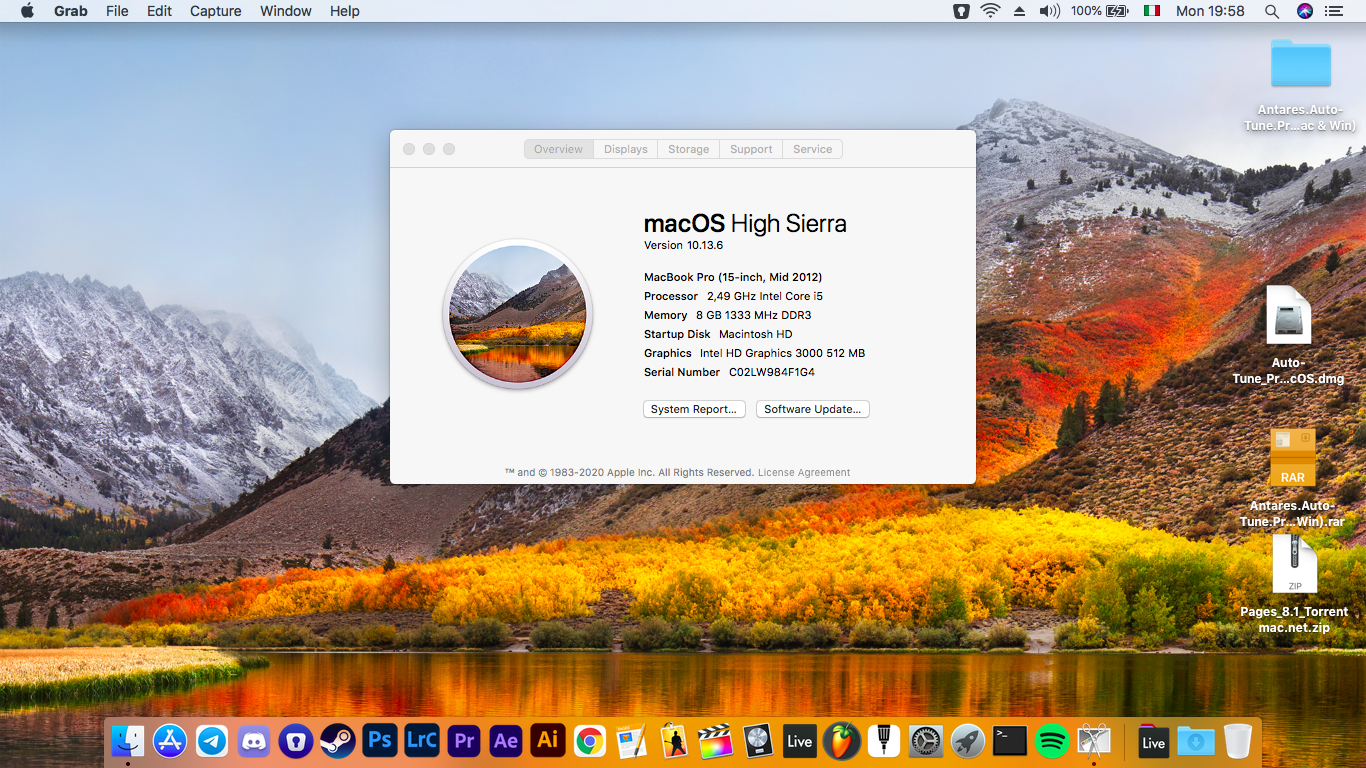 Grab File Edit Capture Window Help 100% Mon 19:58
Overview Displays Storage Support Service
macOS High Sierra
Version 10.13.6
MacBook Pro (15-inch, Mid 2012)
Processor 2,49 GHz Intel Core i5
Memory 8 GB 1333 MHz DDR3
Startup Disk Macintosh HD
Graphics Intel HD Graphics 3000 512 MB
Serial Number C02LW984F1G4
System Report... Software Update...
™ and © 1983-2020 Apple Inc. All Rights Reserved. License Agreement
Antares.Auto-
Tune.Pr...ac & Win)
Auto-
Tune_Pr...cOS.dmg
RAR
Antares.Auto-
Tune.Pr...Win).rar
ZIP
Pages_8.1_Torrent
mac.net.zip
Ps LrC Pr Ae Ai Live >_ Live